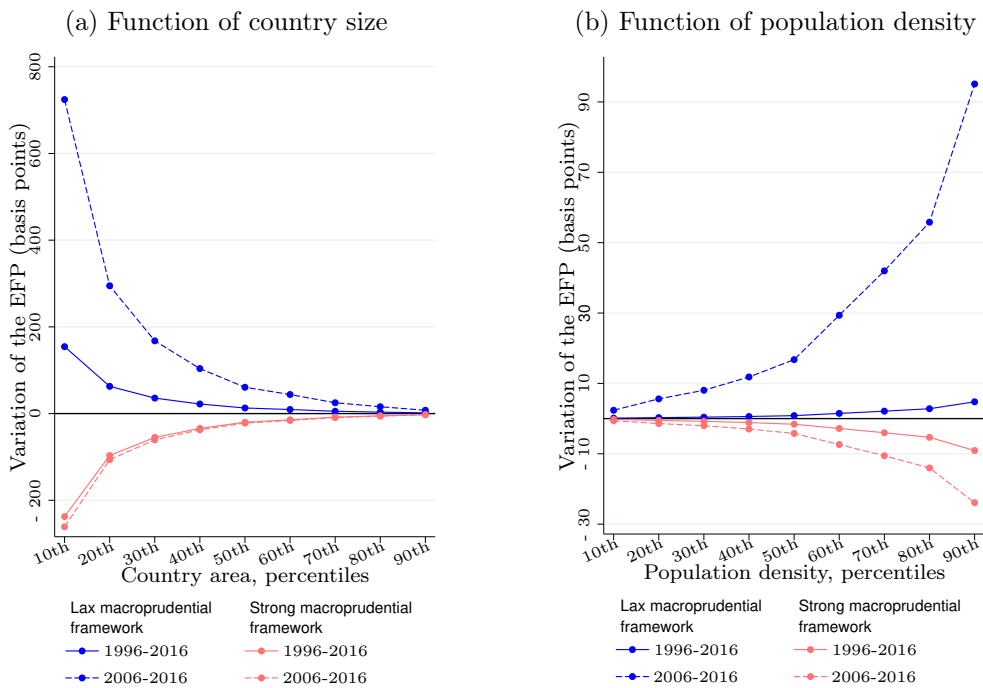 (a) Function of country size
Variation of the EFP (basis points)
800
600
400
200
0
- 200
10th 20th 30th 40th 50th 60th 70th 80th 90th
Country area, percentiles
Lax macroprudential
framework
1996-2016
2006-2016
Strong macroprudential
framework
1996-2016
2006-2016
(b) Function of population density
Variation of the EFP (basis points)
90
70
50
30
10
- 10
- 30
10th 20th 30th 40th 50th 60th 70th 80th 90th
Population density, percentiles
Lax macroprudential
framework
1996-2016
2006-2016
Strong macroprudential
framework
1996-2016
2006-2016